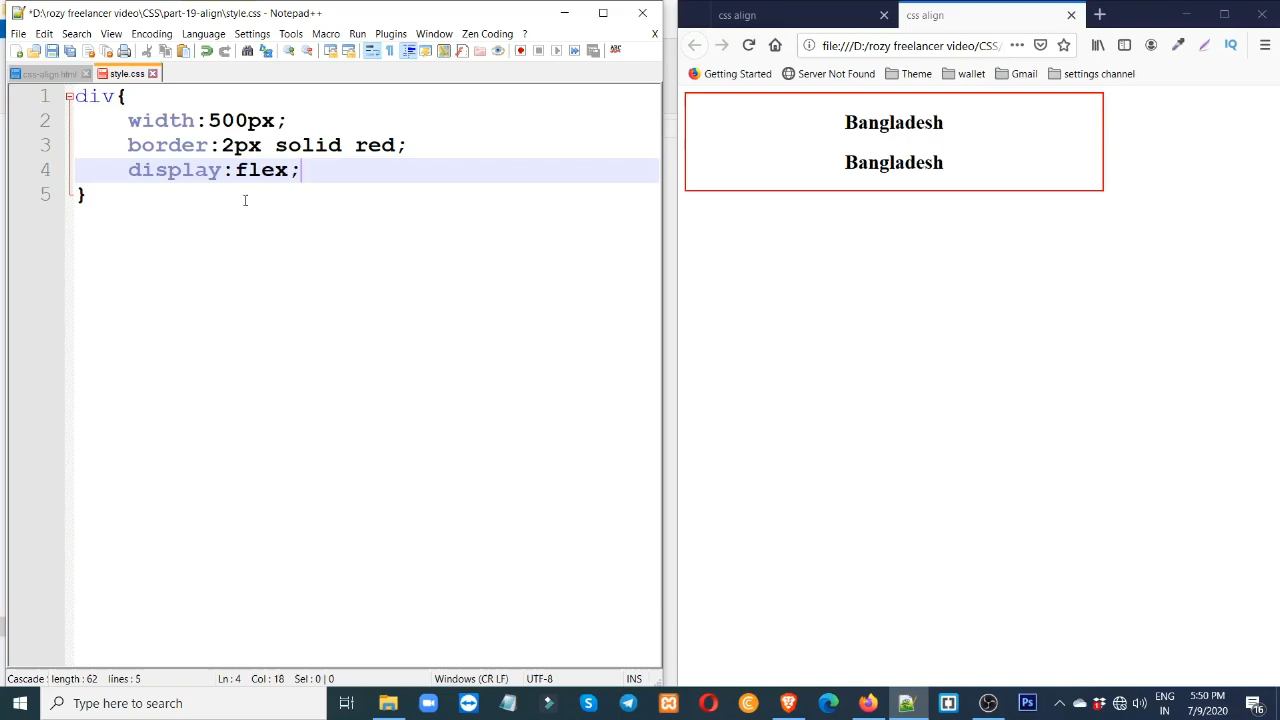 *D:\rozy freelancer video\CSS\part-19-align\style.css - Notepad++
File Edit Search View Encoding Language Settings Tools Macro Run Plugins Window Zen Coding ? X
css-align.html style.css
1 div{
2 width:500px;
3 border:2px solid red;
4 display:flex;
5 }
Cascade length : 62 lines : 5 Ln : 4 Col : 18 Sel : 0 | 0 Windows (CR LF) UTF-8 INS
css align css align
file:///D:/rozy freelancer video/CSS/
Getting Started Server Not Found Theme wallet Gmail settings channel
Bangladesh
Bangladesh
Type here to search
ENG
IN
5:50 PM
7/9/2020
16